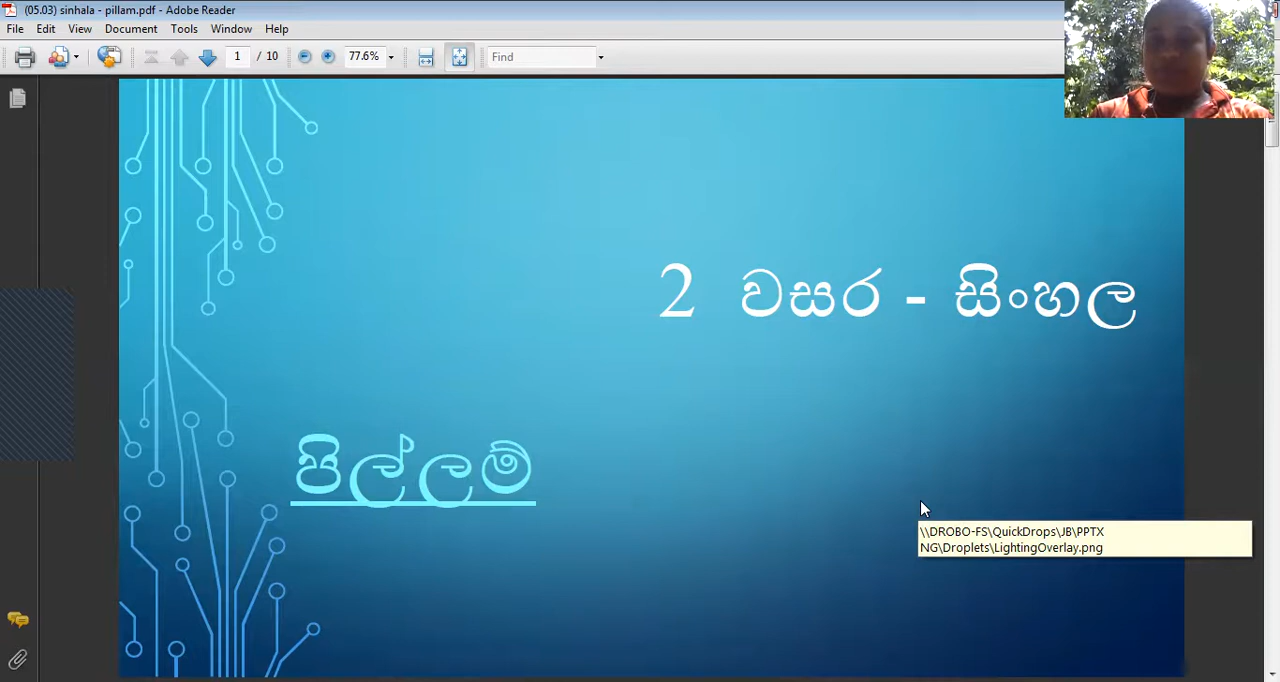 (05.03) sinhala - pillam.pdf - Adobe Reader
File Edit View Document Tools Window Help
1 / 10 77.6% Find
2 වසර - සිංහල
පිල්ලම්
\\DROBO-FS\QuickDrops\JB\PPTX
NG\Droplets\LightingOverlay.png